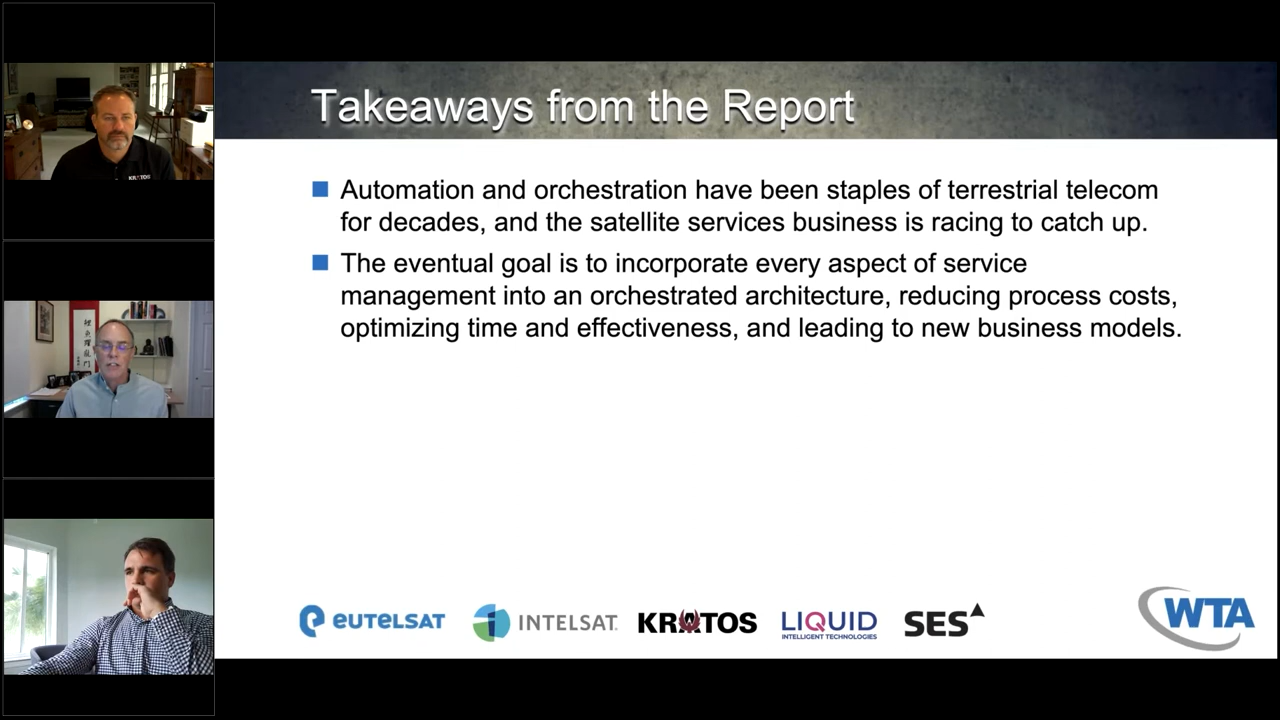 Takeaways from the Report
Automation and orchestration have been staples of terrestrial telecom
for decades, and the satellite services business is racing to catch up.
The eventual goal is to incorporate every aspect of service
management into an orchestrated architecture, reducing process costs,
optimizing time and effectiveness, and leading to new business models.
KRATOS
eutelsat
INTELSAT.
KRATOS
LIQUID
INTELLIGENT TECHNOLOGIES
SES
WTA